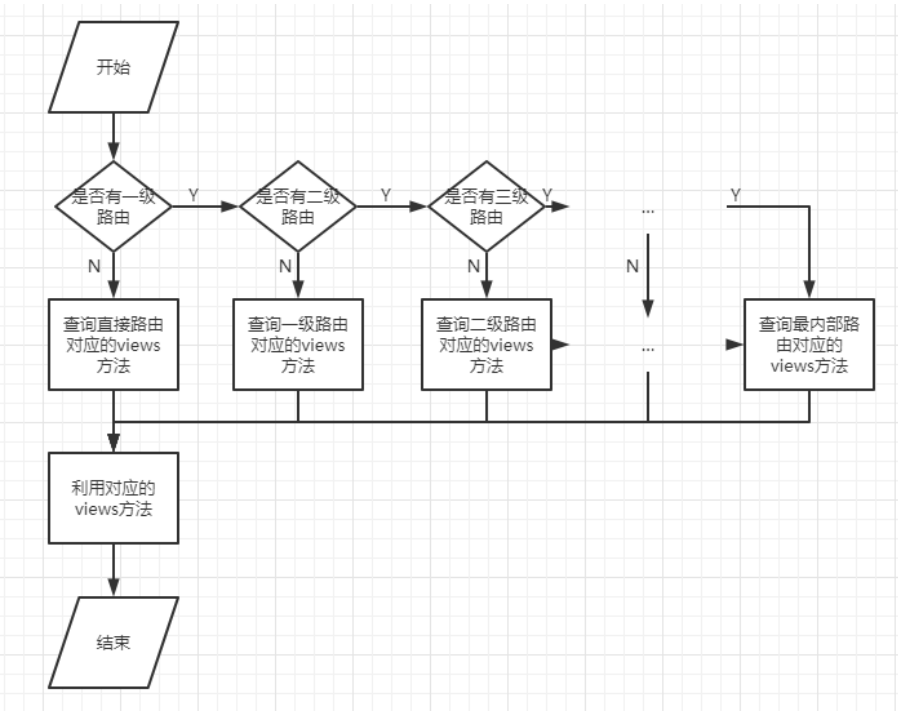 开始
是否有一级
路由
Y
是否有二级
路由
Y
是否有三级
路由
Y
...
Y
N
N
N
N
查询直接路由
对应的views
方法
查询一级路由
对应的views
方法
查询二级路由
对应的views
方法
...
查询最内部路
由对应的
views方法
利用对应的
views方法
结束